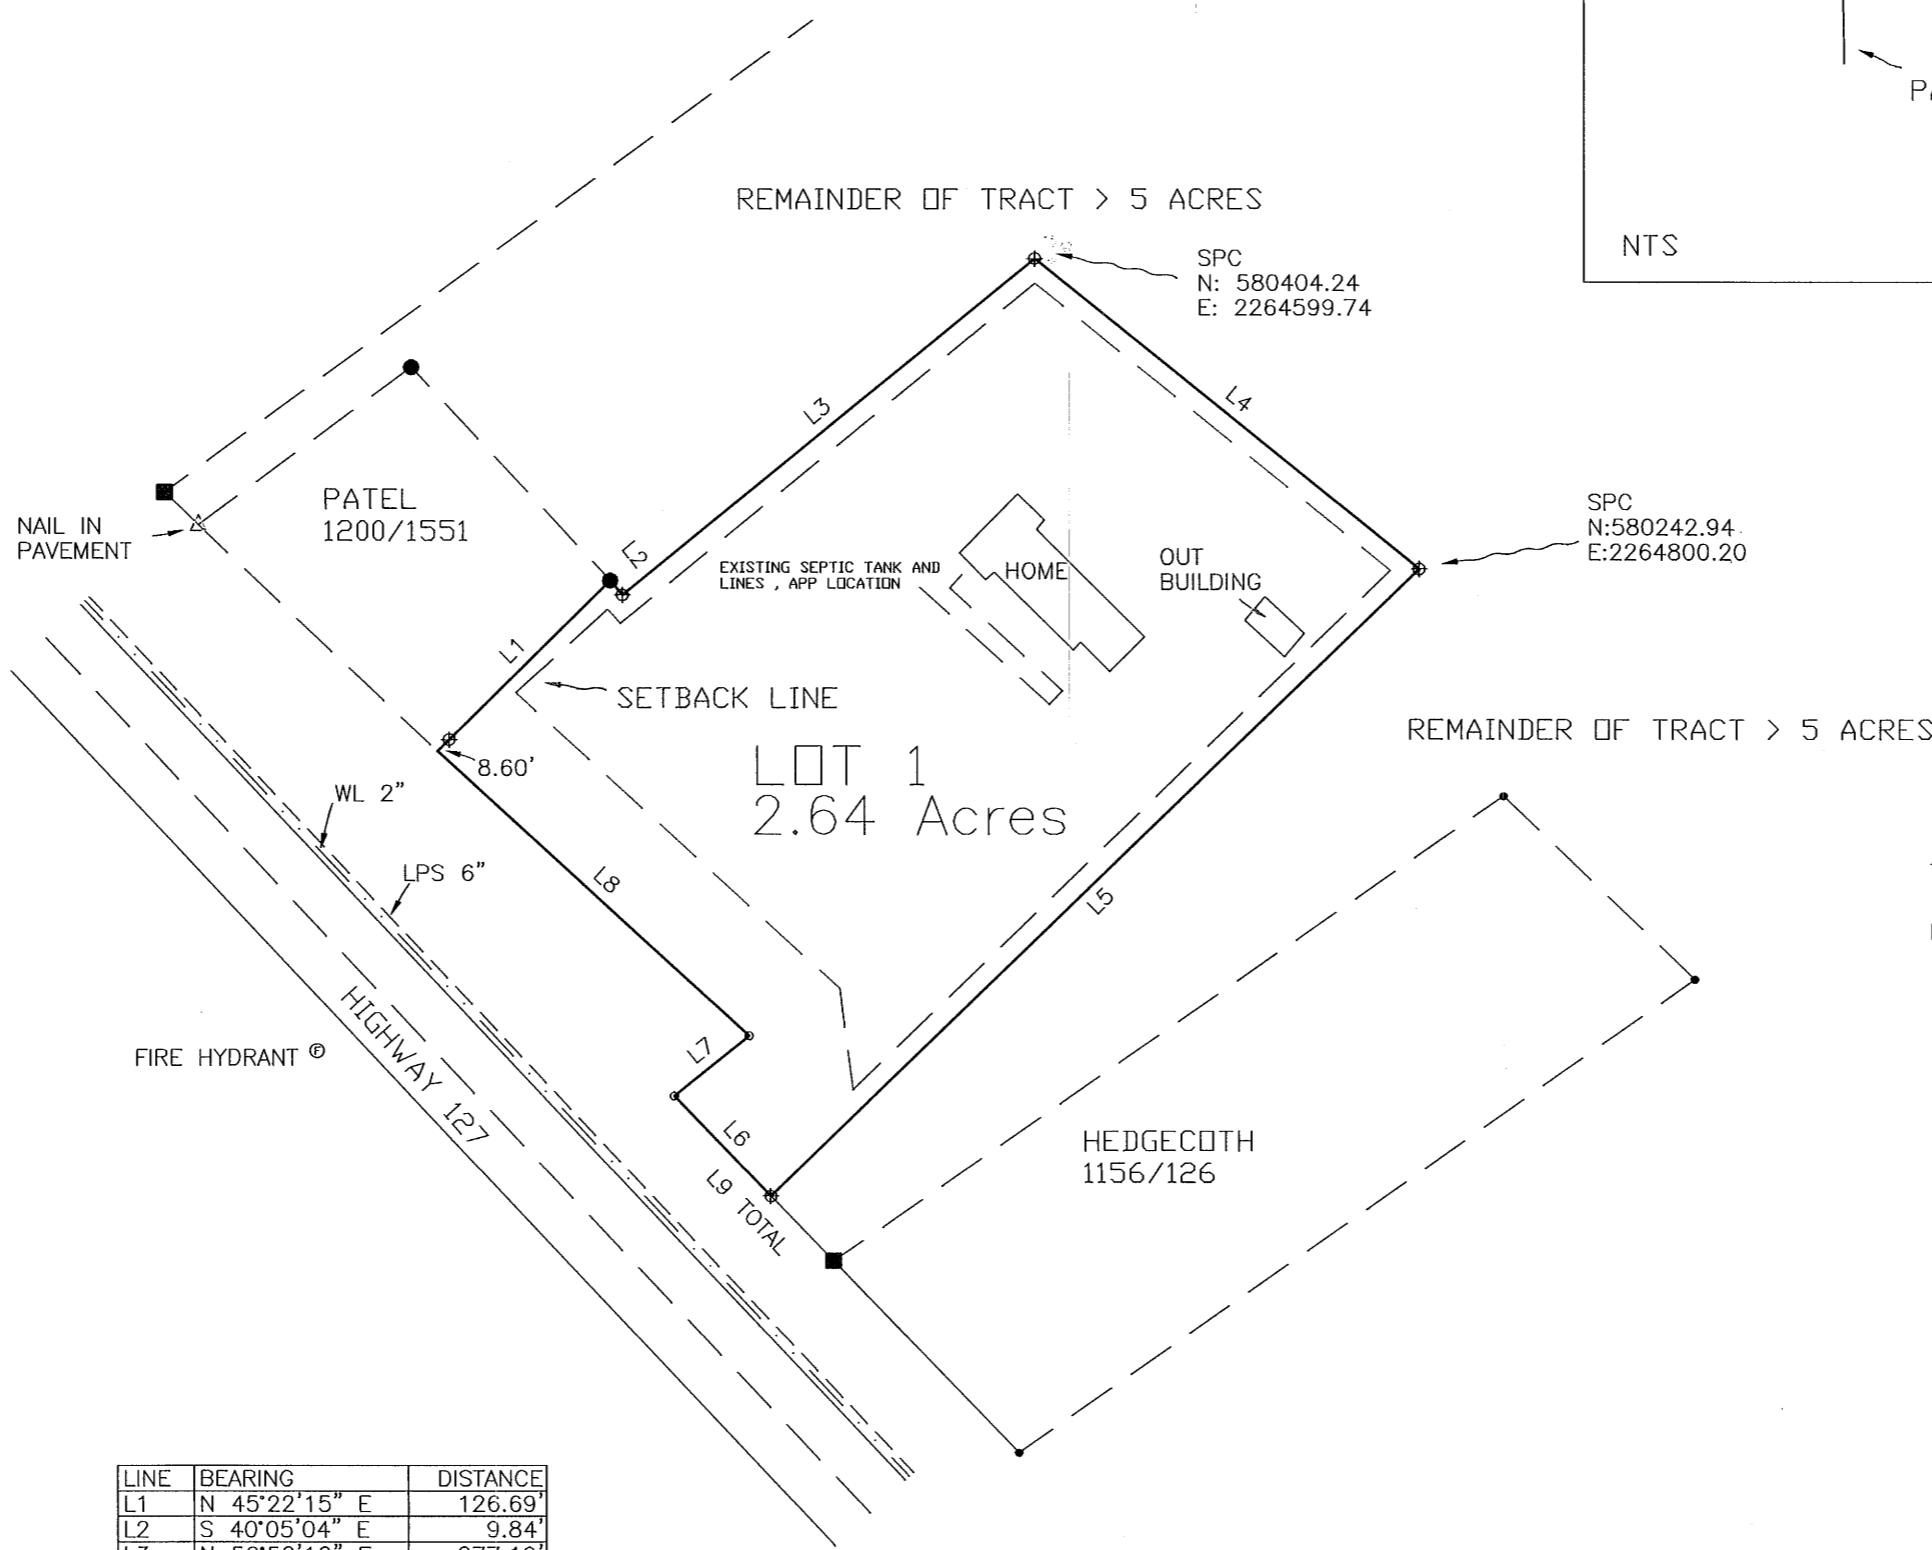 REMAINDER OF TRACT > 5 ACRES
SPC
N: 580404.24
E: 2264599.74
NTS
L3
L4
PATEL
1200/1551
NAIL IN
PAVEMENT
SPC
N:580242.94
E:2264800.20
L2
EXISTING SEPTIC TANK AND
LINES , APP LOCATION
HOME
OUT
BUILDING
L1
SETBACK LINE
REMAINDER OF TRACT > 5 ACRES
LOT 1
2.64 Acres
8.60'
WL 2"
LPS 6"
L8
L5
HIGHWAY 127
FIRE HYDRANT F
L7
L6
L9 TOTAL
HEDGECOTH
1156/126
LINE BEARING DISTANCE
L1 N 45°22'15" E 126.69'
L2 S 40°05'04" E 9.84'